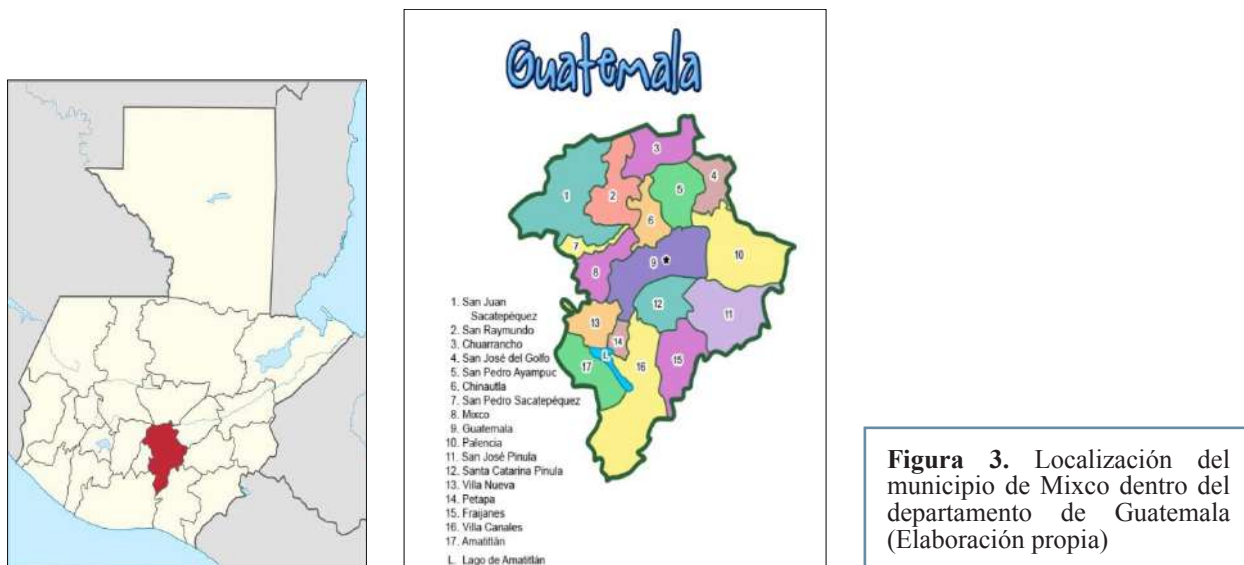 Guatemala
3
4
5
1
2
6
7
10
9
8
12
11
13
14
15
L
16
17
1. San Juan
Sacatepéquez
2. San Raymundo
3. Chuarrancho
4. San José del Golfo
5. San Pedro Ayampuc
6. Chinautla
7. San Pedro Sacatepéquez
8. Mixco
9. Guatemala
10. Palencia
11. San José Pinula
12. Santa Catarina Pinula
13. Villa Nueva
14. Petapa
15. Fraijanes
16. Villa Canales
17. Amatitlán
L. Lago de Amatitlán
Figura 3. Localización del
municipio de Mixco dentro del
departamento de Guatemala
(Elaboración propia)